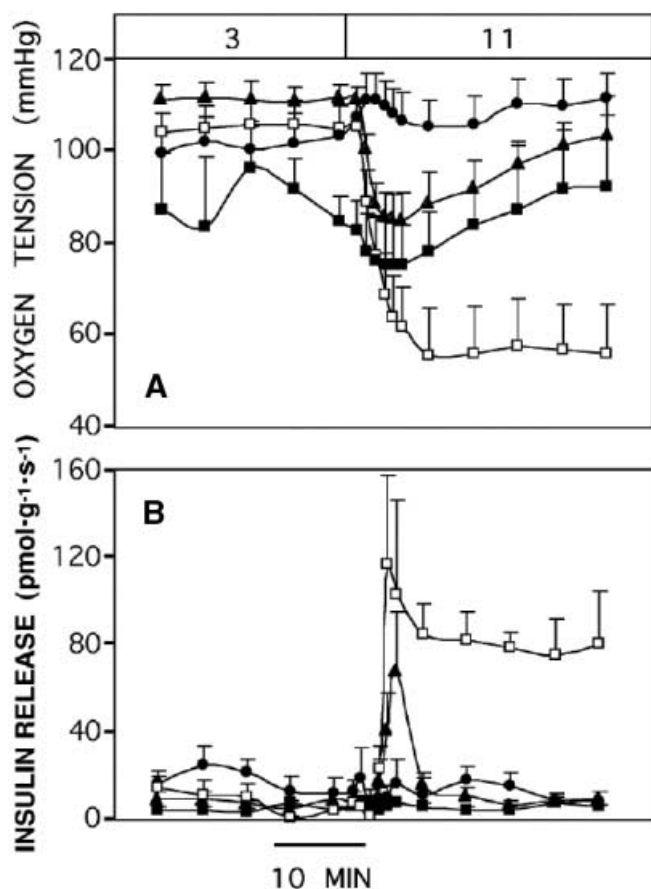 3 11
OXYGEN TENSION (mmHg)
120
100
80
60
40
A
INSULIN RELEASE (pmol·g-1·s-1)
160
120
80
40
0
B
10 MIN